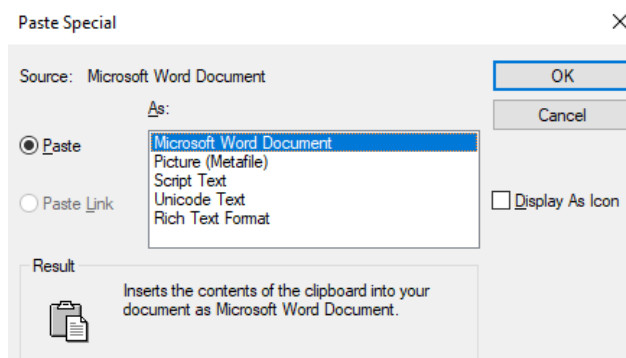 Paste Special
Source: Microsoft Word Document
OK
As:
Cancel
Paste
Microsoft Word Document
Picture (Metafile)
Script Text
Unicode Text
Rich Text Format
Paste Link
Display As Icon
Result
Inserts the contents of the clipboard into your
document as Microsoft Word Document.